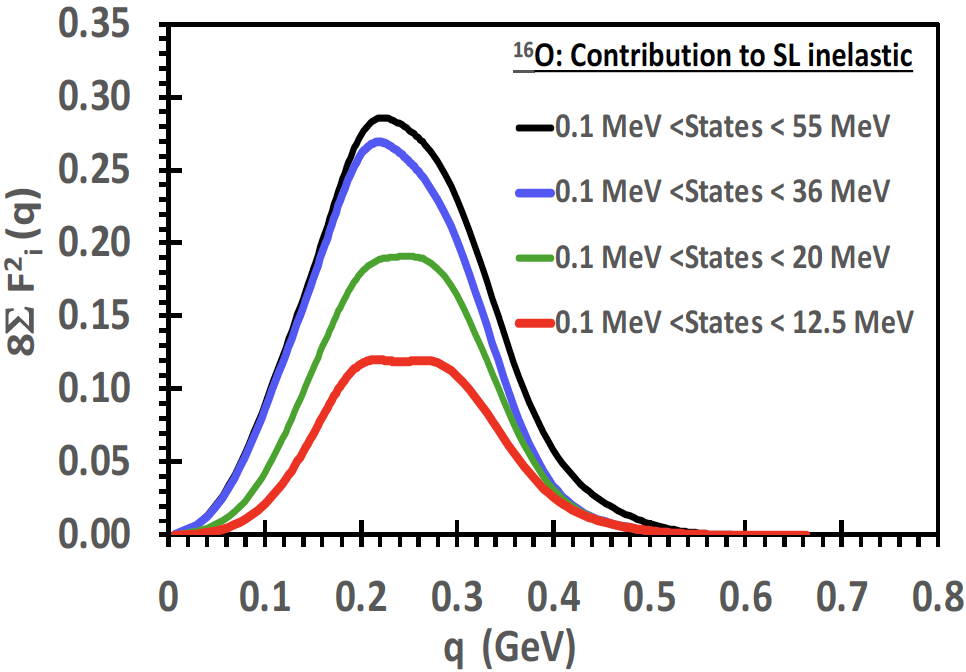 0.35
0.30
0.25
0.20
0.15
0.10
0.05
0.00
8Σ F²ᵢ (q)
¹⁶O: Contribution to SL inelastic
0.1 MeV <States < 55 MeV
0.1 MeV <States < 36 MeV
0.1 MeV <States < 20 MeV
0.1 MeV <States < 12.5 MeV
0 0.1 0.2 0.3 0.4 0.5 0.6 0.7 0.8
q (GeV)